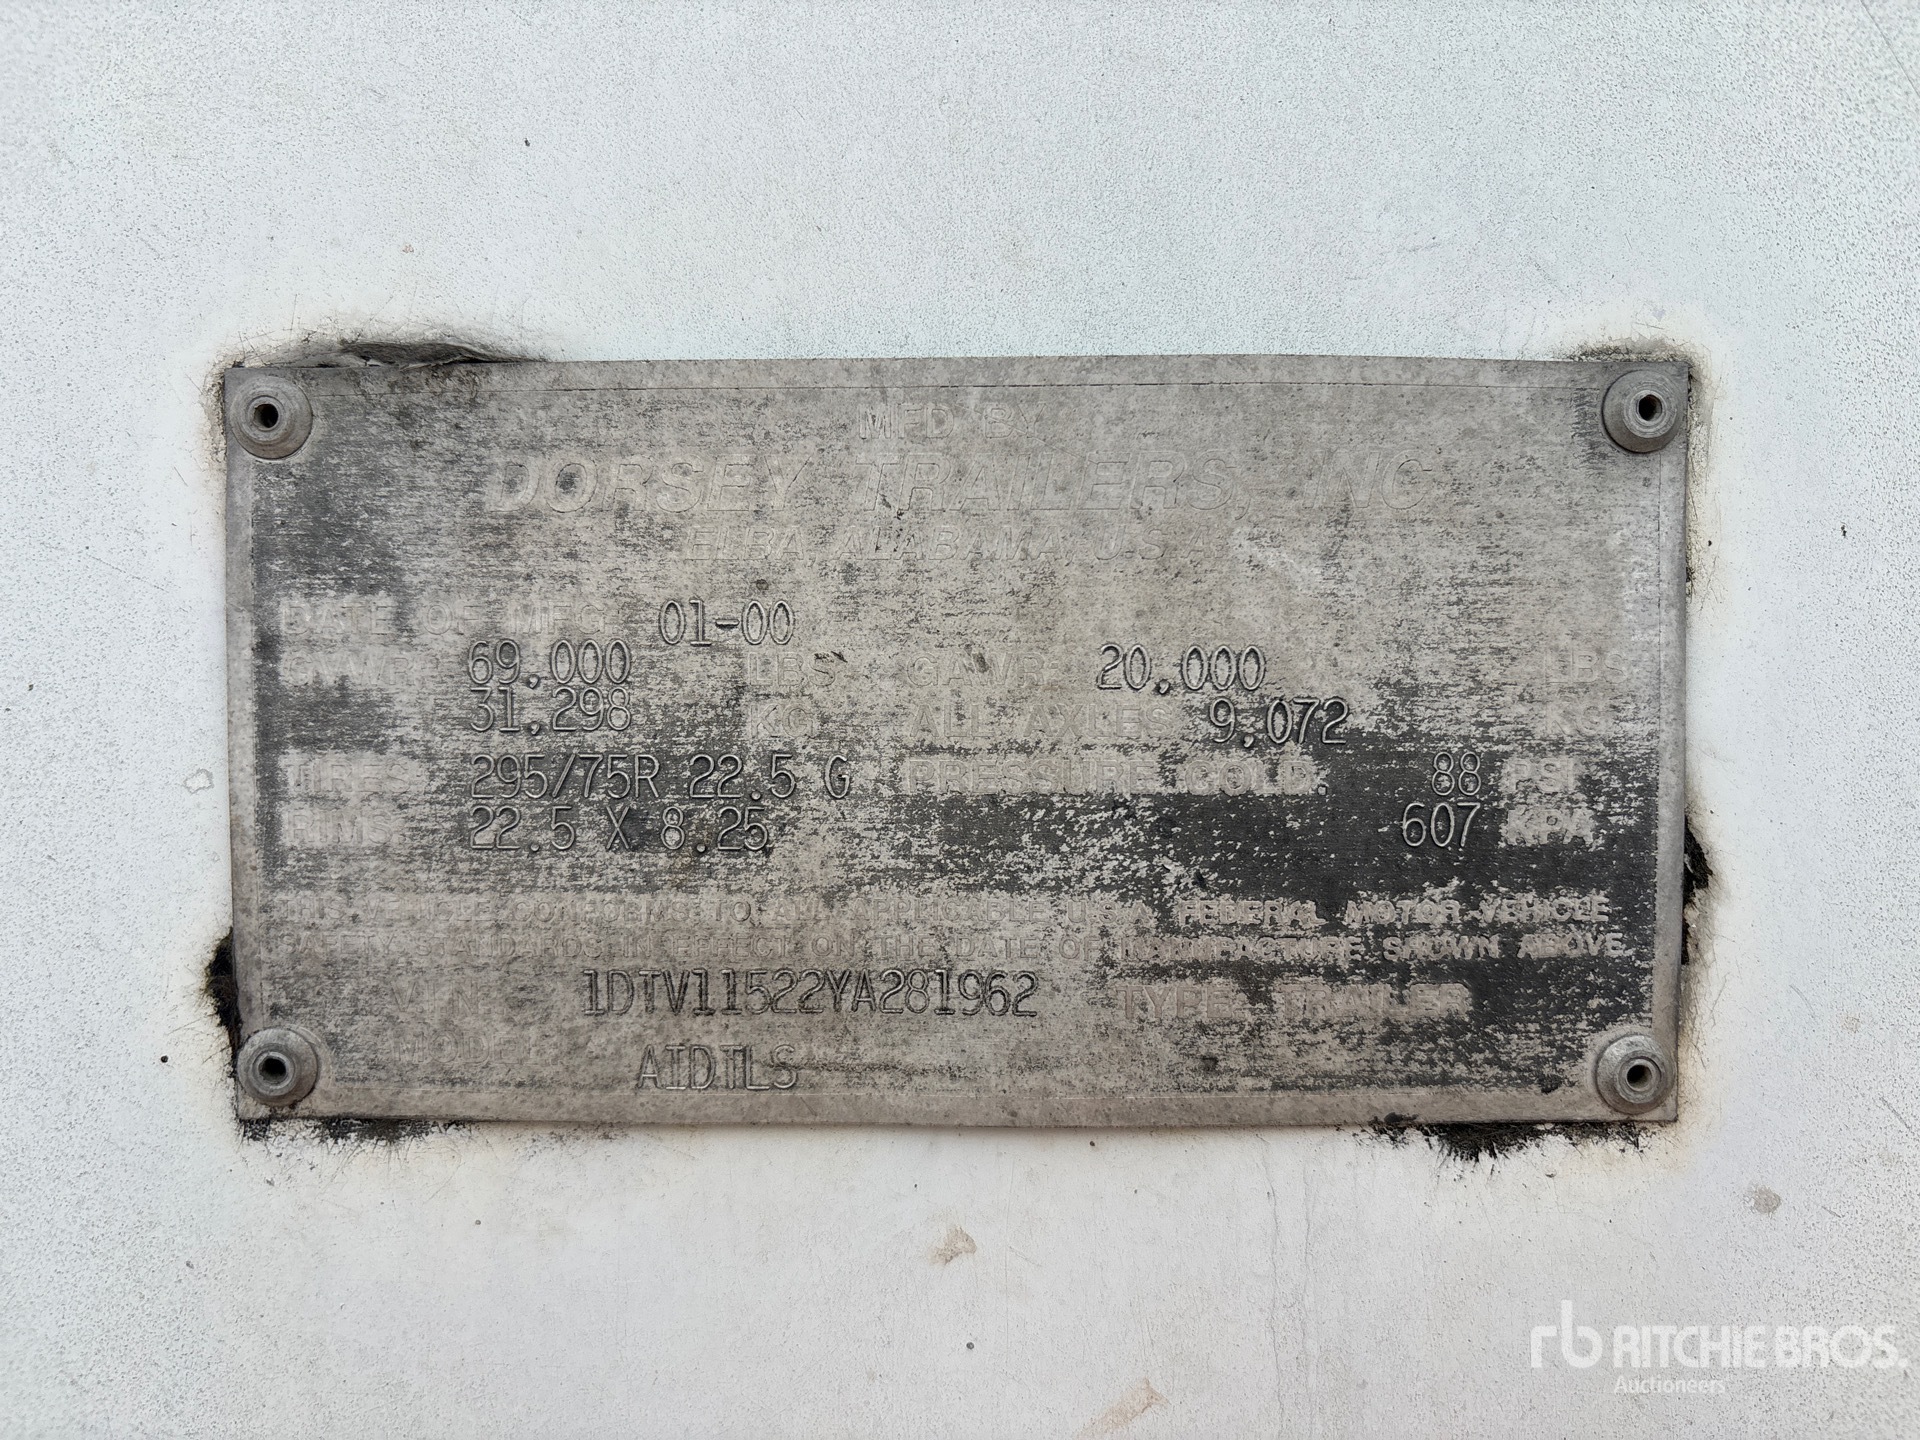 MFD BY
DORSEY TRAILERS, INC
ELBA, ALABAMA, U.S.A.
DATE OF MFG 01-00
GVWR: 69,000 LBS GAWR: 20,000 LBS
31,298 KG ALL AXLES 9,072 KG
TIRES: 295/75R 22.5 G PRESSURE COLD. 88 PSI
RIMS: 22.5 X 8.25 607 KPA
THIS VEHICLE CONFORMS TO ALL APPLICABLE U.S.A. FEDERAL MOTOR VEHICLE
SAFETY STANDARDS IN EFFECT ON THE DATE OF MANUFACTURE SHOWN ABOVE.
V.I.N. 1DTV11522YA281962 TYPE: TRAILER
MODEL: AIDTLS
rb RITCHIE BROS.
Auctioneers